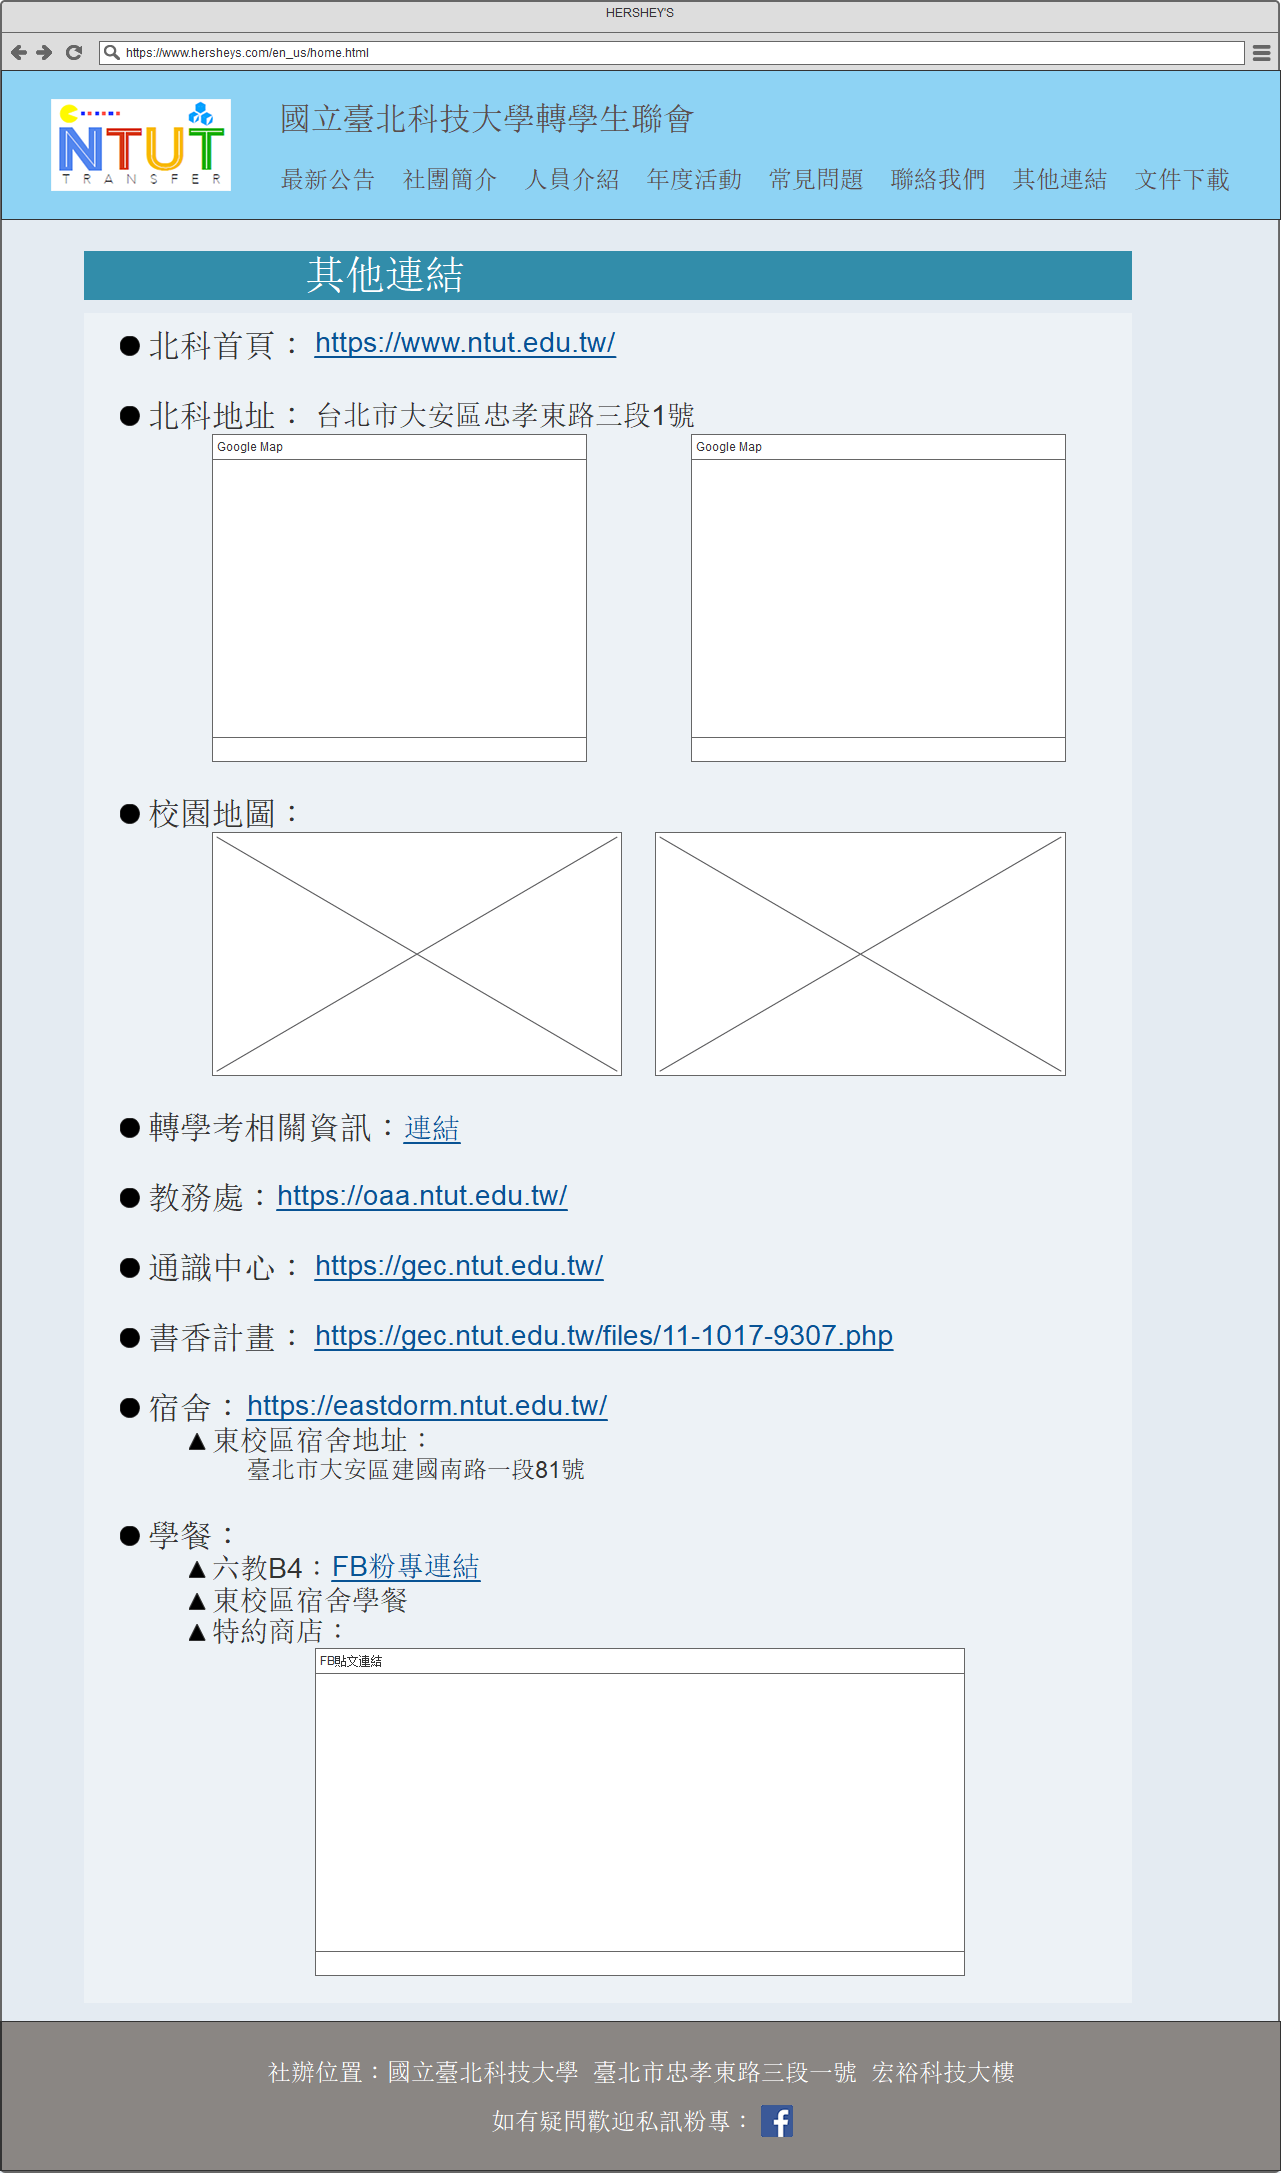 HERSHEY'S
https://www.hersheys.com/en_us/home.html
NTUT
TRANSFER
國立臺北科技大學轉學生聯會
最新公告 社團簡介 人員介紹 年度活動 常見問題 聯絡我們 其他連結 文件下載
其他連結
● 北科首頁： https://www.ntut.edu.tw/
● 北科地址： 台北市大安區忠孝東路三段1號
Google Map
Google Map
● 校園地圖：
● 轉學考相關資訊：連結
● 教務處：https://oaa.ntut.edu.tw/
● 通識中心： https://gec.ntut.edu.tw/
● 書香計畫： https://gec.ntut.edu.tw/files/11-1017-9307.php
● 宿舍：https://eastdorm.ntut.edu.tw/
▲ 東校區宿舍地址：
臺北市大安區建國南路一段81號
● 學餐：
▲ 六教B4：FB粉專連結
▲ 東校區宿舍學餐
▲ 特約商店：
FB貼文連結
社辦位置：國立臺北科技大學 臺北市忠孝東路三段一號 宏裕科技大樓
如有疑問歡迎私訊粉專：